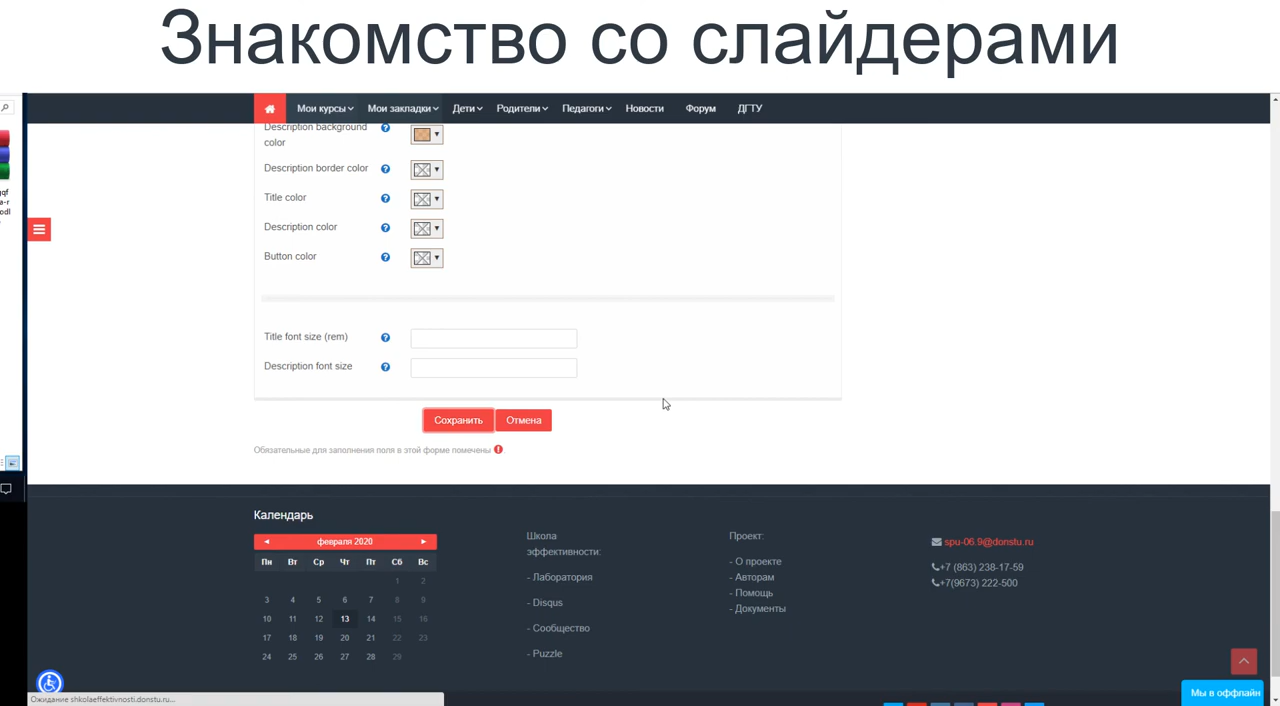 Знакомство со слайдерами
Мои курсы Мои закладки Дети Родители Педагоги Новости Форум ДГТУ
Description background
color
Description border color
Title color
Description color
Button color
Title font size (rem)
Description font size
Сохранить Отмена
Обязательные для заполнения поля в этой форме помечены
Календарь
◄ февраля 2020 ►
Пн Вт Ср Чт Пт Сб Вс
1 2
3 4 5 6 7 8 9
10 11 12 13 14 15 16
17 18 19 20 21 22 23
24 25 26 27 28 29
Школа
эффективности:
- Лаборатория
- Disqus
- Сообщество
- Puzzle
Проект:
- О проекте
- Авторам
- Помощь
- Документы
spu-06.9@donstu.ru
+7 (863) 238-17-59
+7(9673) 222-500
Мы в оффлайн
Ожидание shkolaeffektivnosti.donstu.ru...